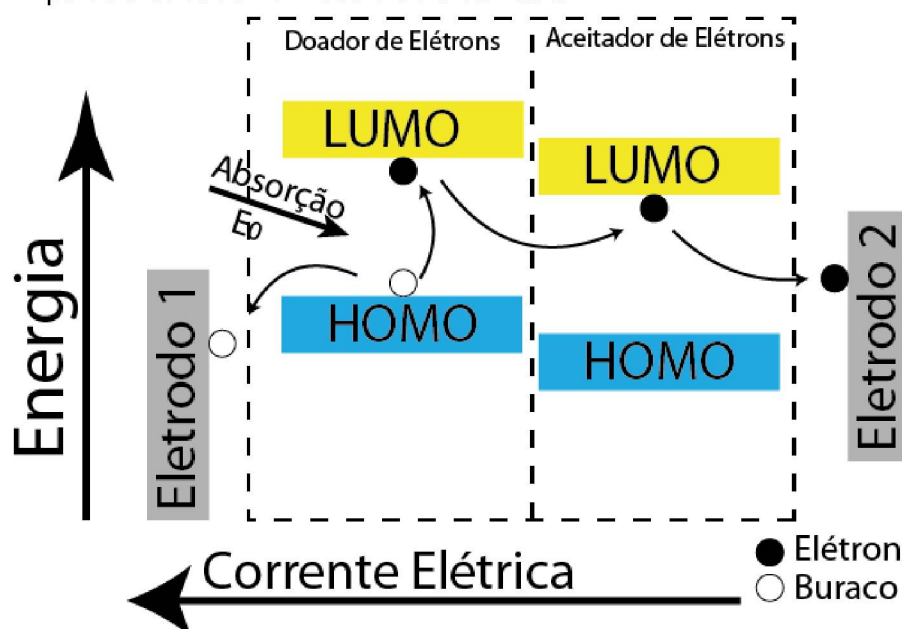 Doador de Elétrons
Aceitador de Elétrons
LUMO
LUMO
Absorção
E0
HOMO
HOMO
Energia
Eletrodo 1
Eletrodo 2
Corrente Elétrica
Elétron
Buraco